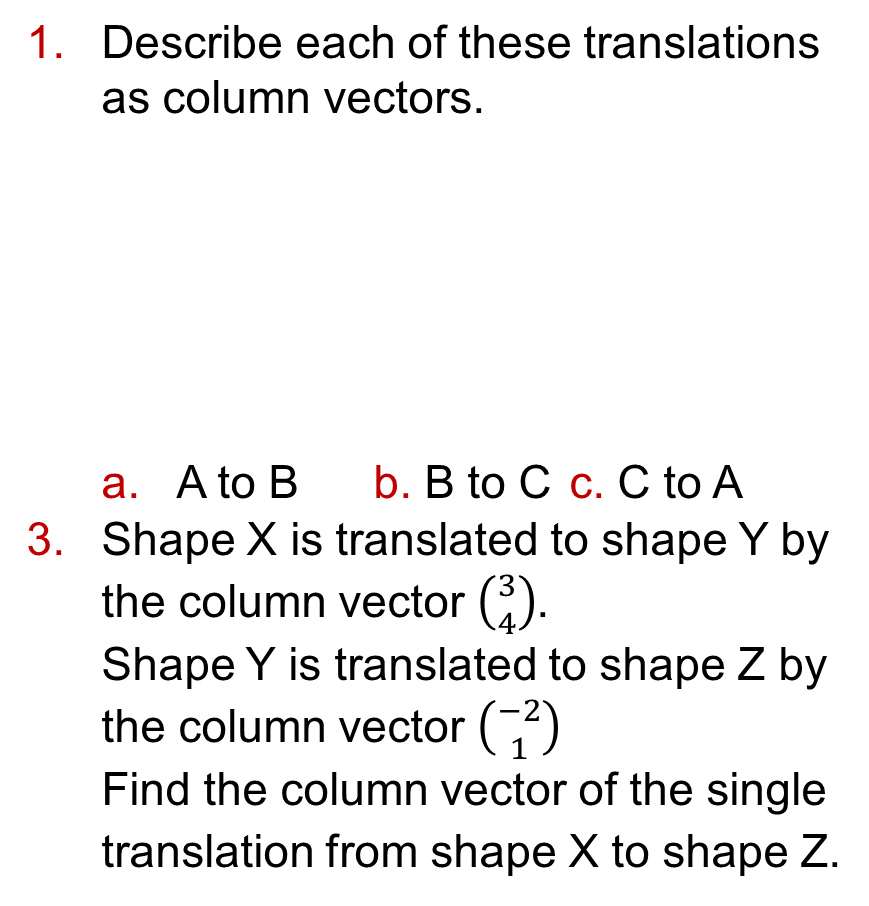 1. Describe each of these translations
as column vectors.
a. A to B b. B to C c. C to A
3. Shape X is translated to shape Y by
the column vector (3 4).
Shape Y is translated to shape Z by
the column vector (−2 1)
Find the column vector of the single
translation from shape X to shape Z.